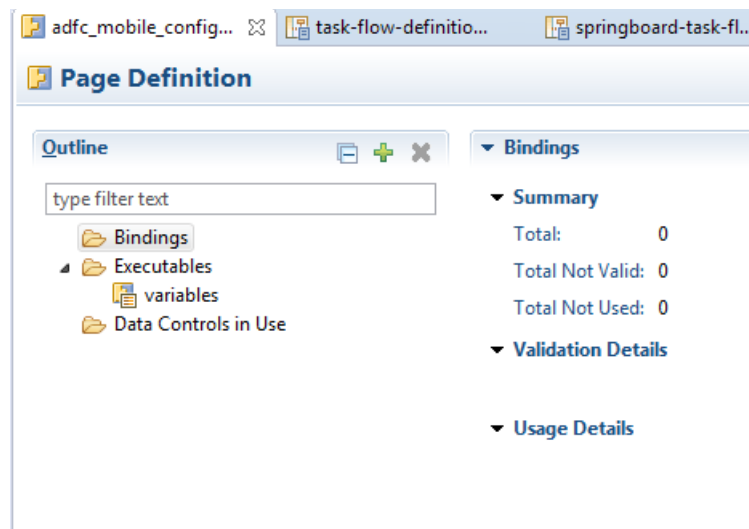 adfc_mobile_config... task-flow-definitio... springboard-task-fl...
Page Definition
Outline
type filter text
Bindings
Executables
variables
Data Controls in Use
Bindings
Summary
Total: 0
Total Not Valid: 0
Total Not Used: 0
Validation Details
Usage Details